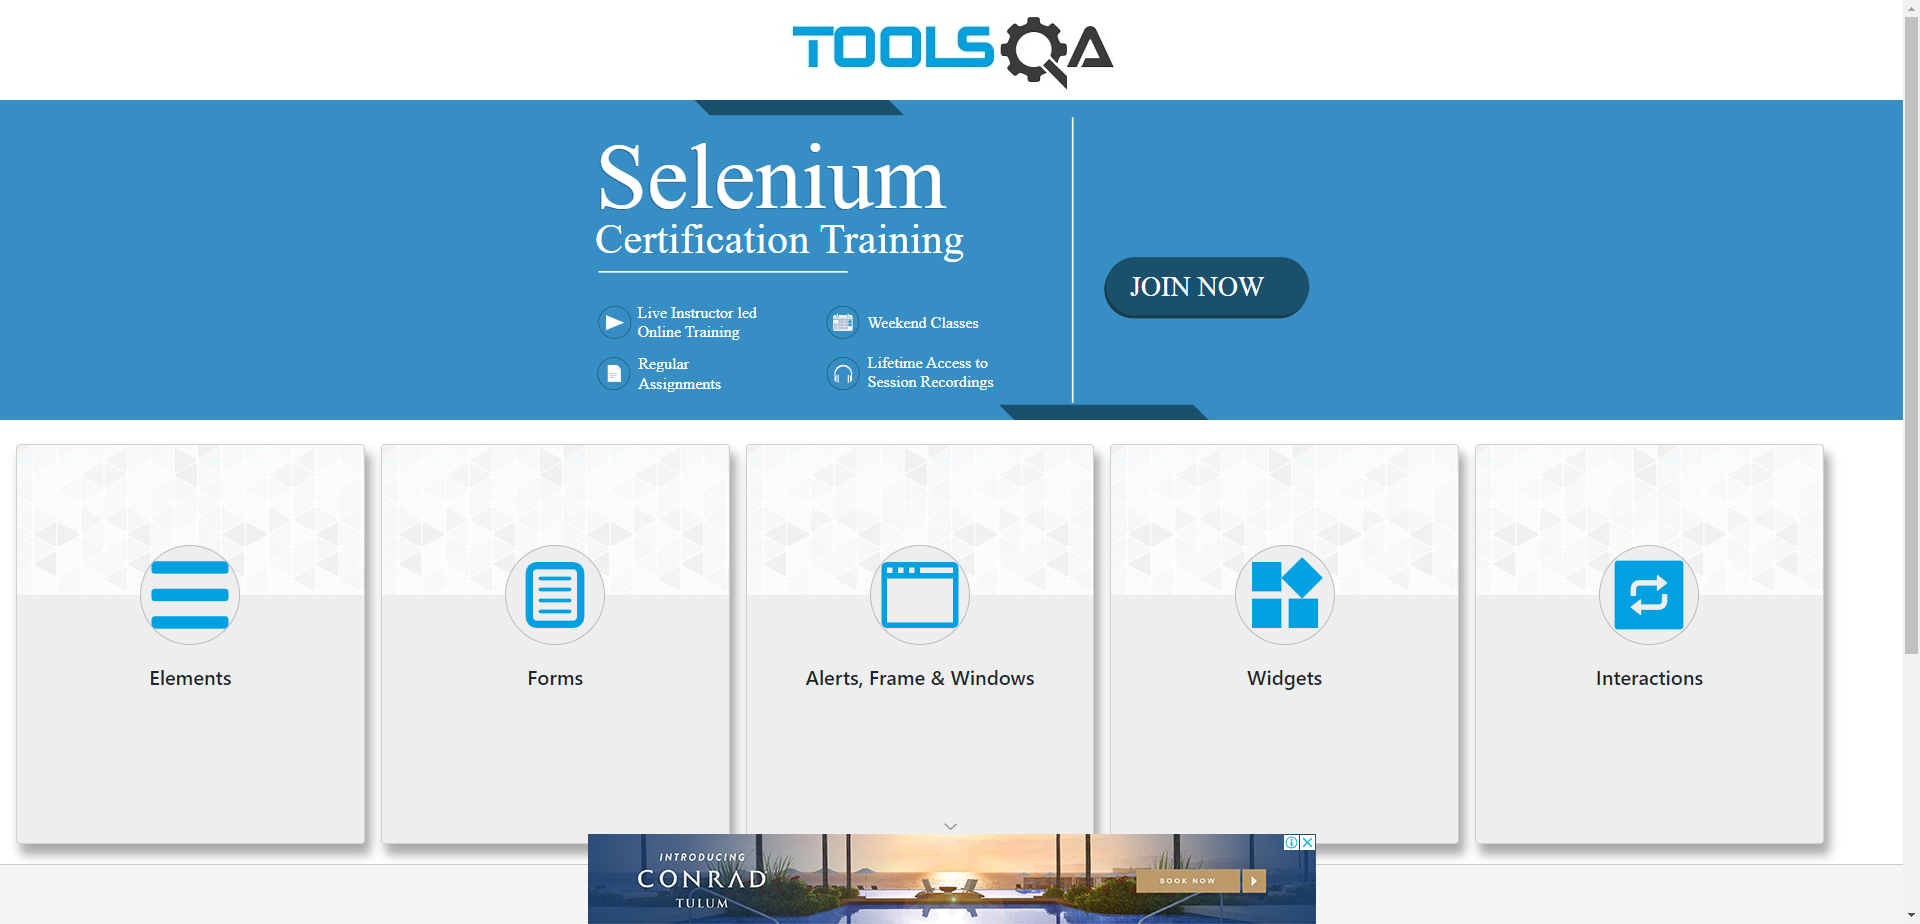 TOOLSQA
Selenium
Certification Training
JOIN NOW
Live Instructor led
Online Training
Weekend Classes
Regular
Assignments
Lifetime Access to
Session Recordings
Elements
Forms
Alerts, Frame & Windows
Widgets
Interactions
INTRODUCING
CONRAD
TULUM
BOOK NOW